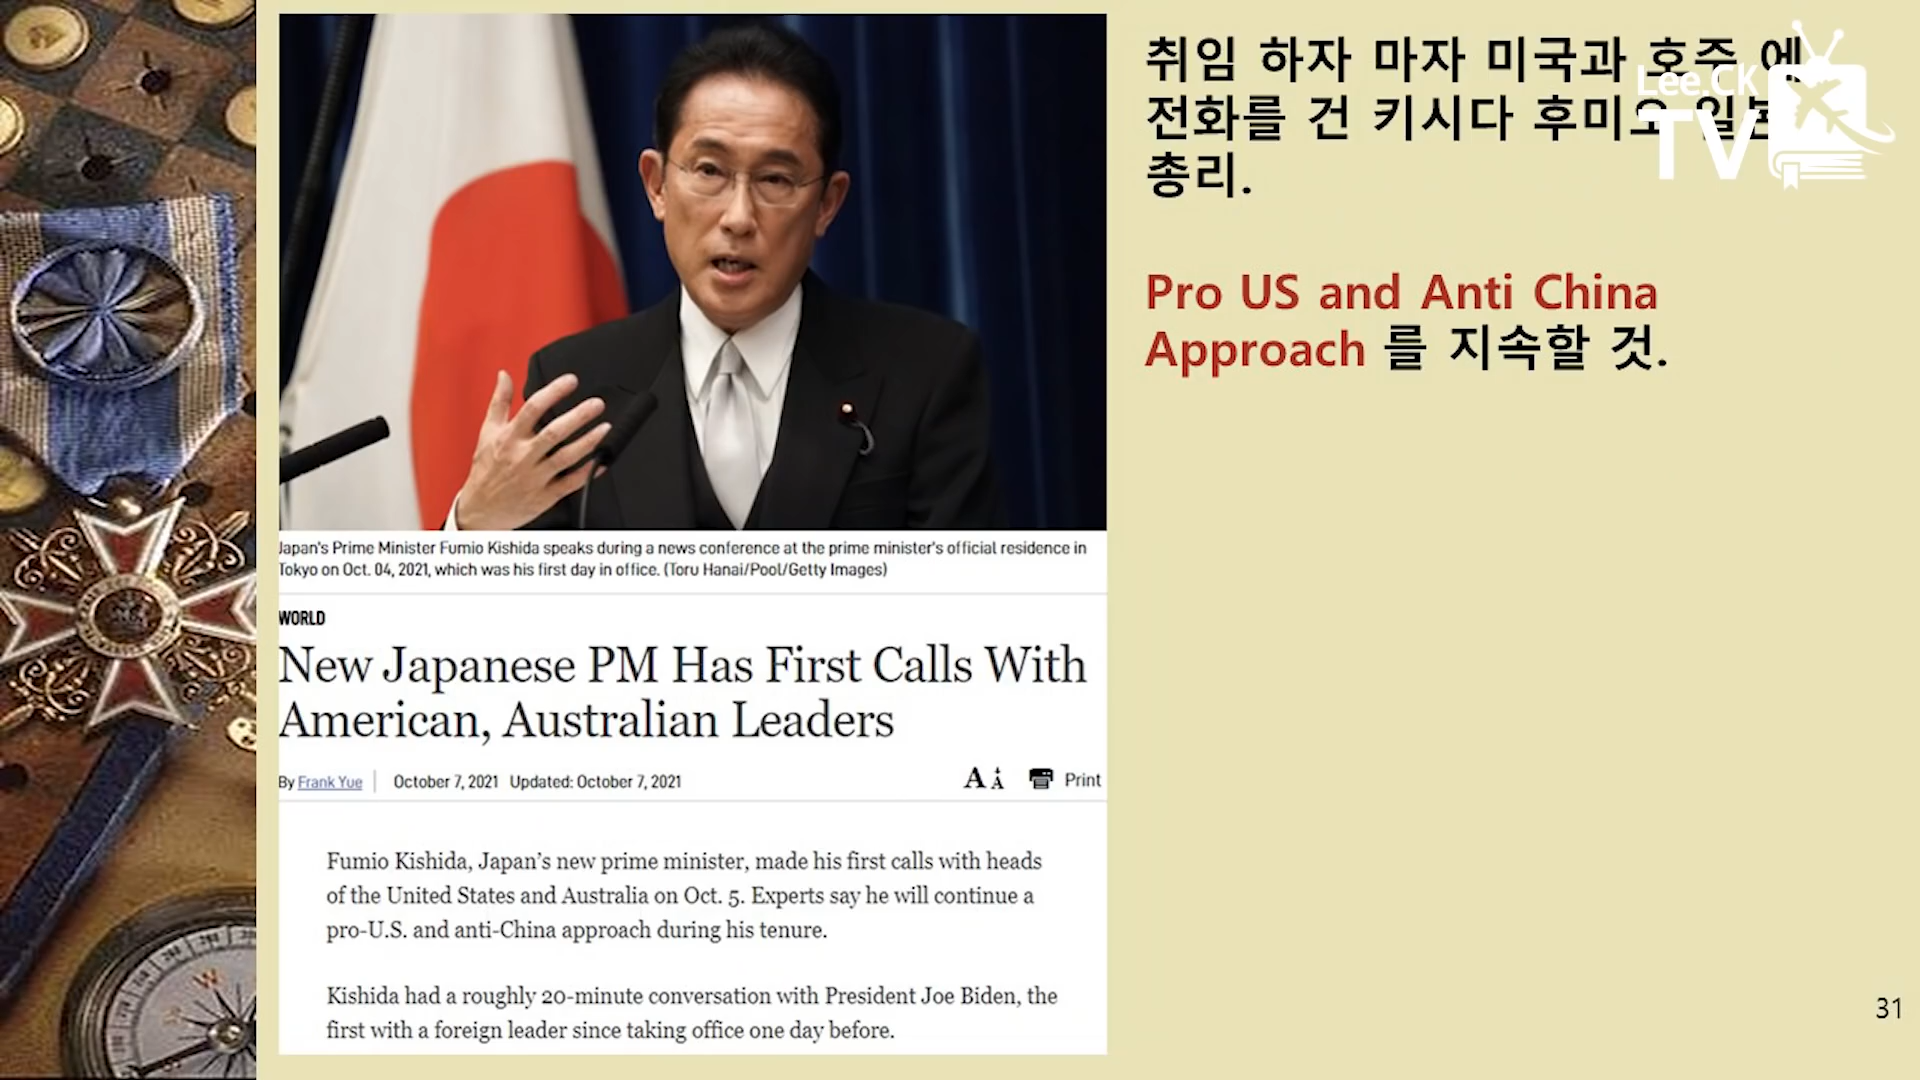 취임 하자 마자 미국과 호주 에
전화를 건 키시다 후미오 일본
총리.
Pro US and Anti China
Approach 를 지속할 것.
Lee.CK
TV
Japan's Prime Minister Fumio Kishida speaks during a news conference at the prime minister's official residence in
Tokyo on Oct. 04, 2021, which was his first day in office. (Toru Hanai/Pool/Getty Images)
WORLD
New Japanese PM Has First Calls With
American, Australian Leaders
By Frank Yue October 7, 2021 Updated: October 7, 2021 Print
Fumio Kishida, Japan's new prime minister, made his first calls with heads
of the United States and Australia on Oct. 5. Experts say he will continue a
pro-U.S. and anti-China approach during his tenure.
Kishida had a roughly 20-minute conversation with President Joe Biden, the
first with a foreign leader since taking office one day before.
31